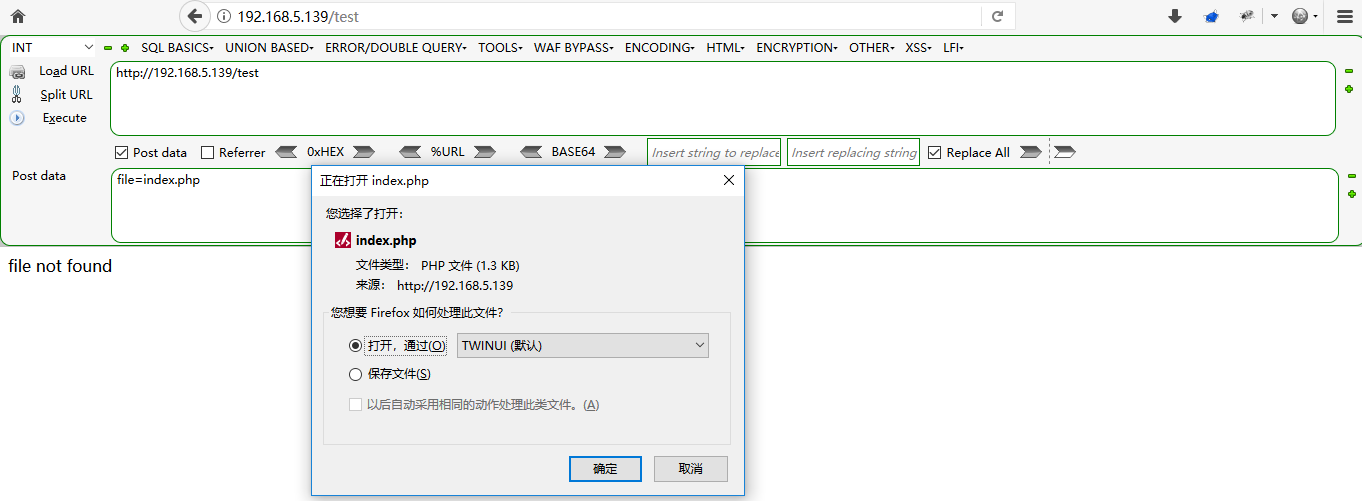 192.168.5.139/test
INT SQL BASICS UNION BASED ERROR/DOUBLE QUERY TOOLS WAF BYPASS ENCODING HTML ENCRYPTION OTHER XSS LFI
Load URL
http://192.168.5.139/test
Split URL
Execute
Post data Referrer 0xHEX %URL BASE64 Insert string to replace Insert replacing string Replace All
Post data
file=index.php
file not found
正在打开 index.php
您选择了打开：
index.php
文件类型： PHP 文件 (1.3 KB)
来源： http://192.168.5.139
您想要 Firefox 如何处理此文件？
打开，通过(O) TWINUI (默认)
保存文件(S)
以后自动采用相同的动作处理此类文件。(A)
确定 取消